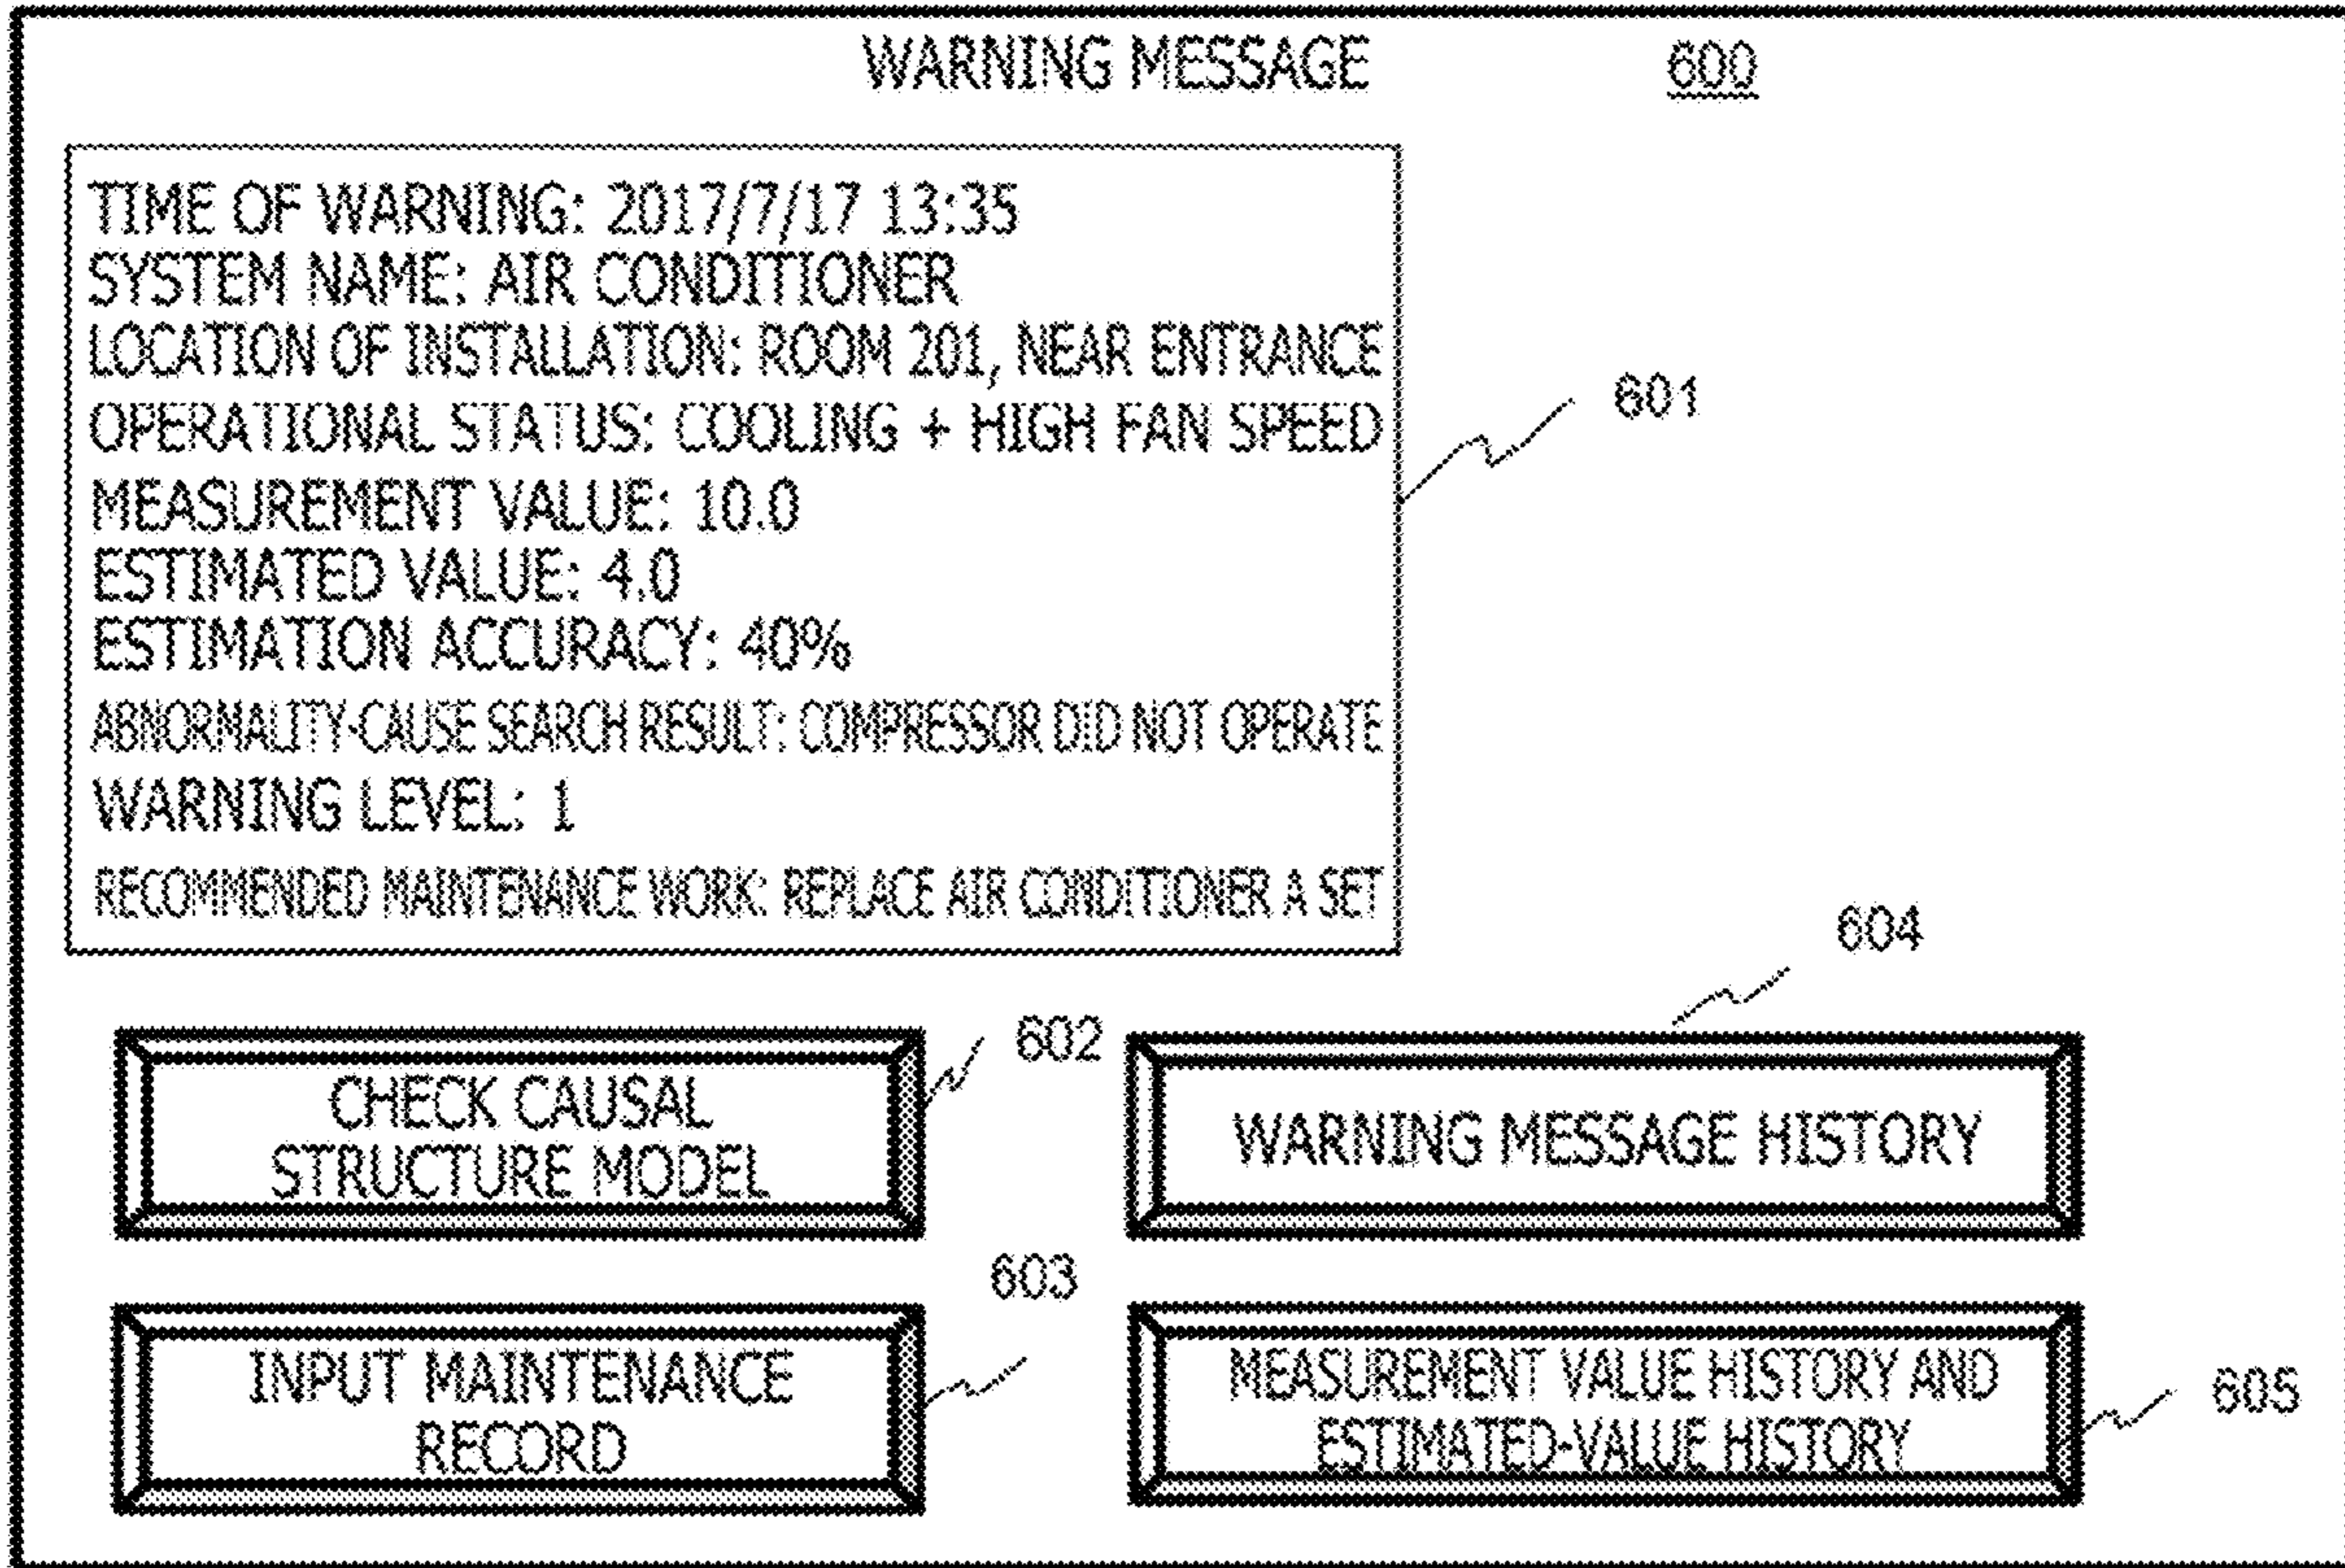 WARNING MESSAGE 600
TIME OF WARNING: 2017/7/17 13:35
SYSTEM NAME: AIR CONDITIONER
LOCATION OF INSTALLATION: ROOM 201, NEAR ENTRANCE
OPERATIONAL STATUS: COOLING + HIGH FAN SPEED
601
MEASUREMENT VALUE: 10.0
ESTIMATED VALUE: 4.0
ESTIMATION ACCURACY: 40%
ABNORMALITY-CAUSE SEARCH RESULT: COMPRESSOR DID NOT OPERATE
WARNING LEVEL: 1
RECOMMENDED MAINTENANCE WORK: REPLACE AIR CONDITIONER A SET
602
CHECK CAUSAL
STRUCTURE MODEL
604
WARNING MESSAGE HISTORY
603
INPUT MAINTENANCE
RECORD
MEASUREMENT VALUE HISTORY AND
ESTIMATED-VALUE HISTORY
605